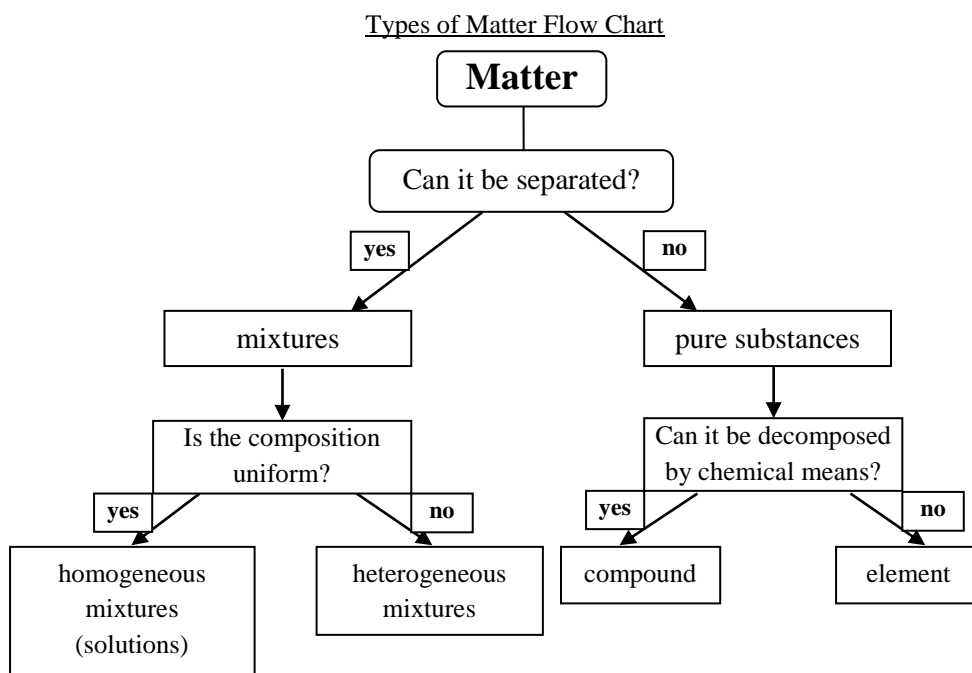 Types of Matter Flow Chart
Matter
Can it be separated?
yes
no
mixtures
pure substances
Is the composition
uniform?
Can it be decomposed
by chemical means?
yes
no
yes
no
homogeneous
mixtures
(solutions)
heterogeneous
mixtures
compound
element